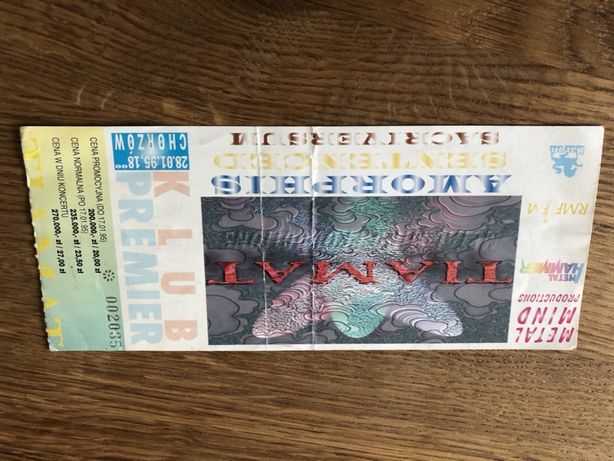 METAL
MIND
PRODUCTIONS
METAL
HAMMER
RMF FM
TIAMAT
AMORPHIS
SENTENCED
SACRIVERSUM
28.01.95,18⁰⁰
CHORZÓW
KLUB
PREMIER
CENA PROMOCYJNA (DO 17.01.95)
200.000,- zł / 20,00 zł
CENA NORMALNA (PO 17.01.95)
235.000,- zł / 23,50 zł
CENA W DNIU KONCERTU
270.000,- zł / 27,00 zł
* 002035
TIAMAT